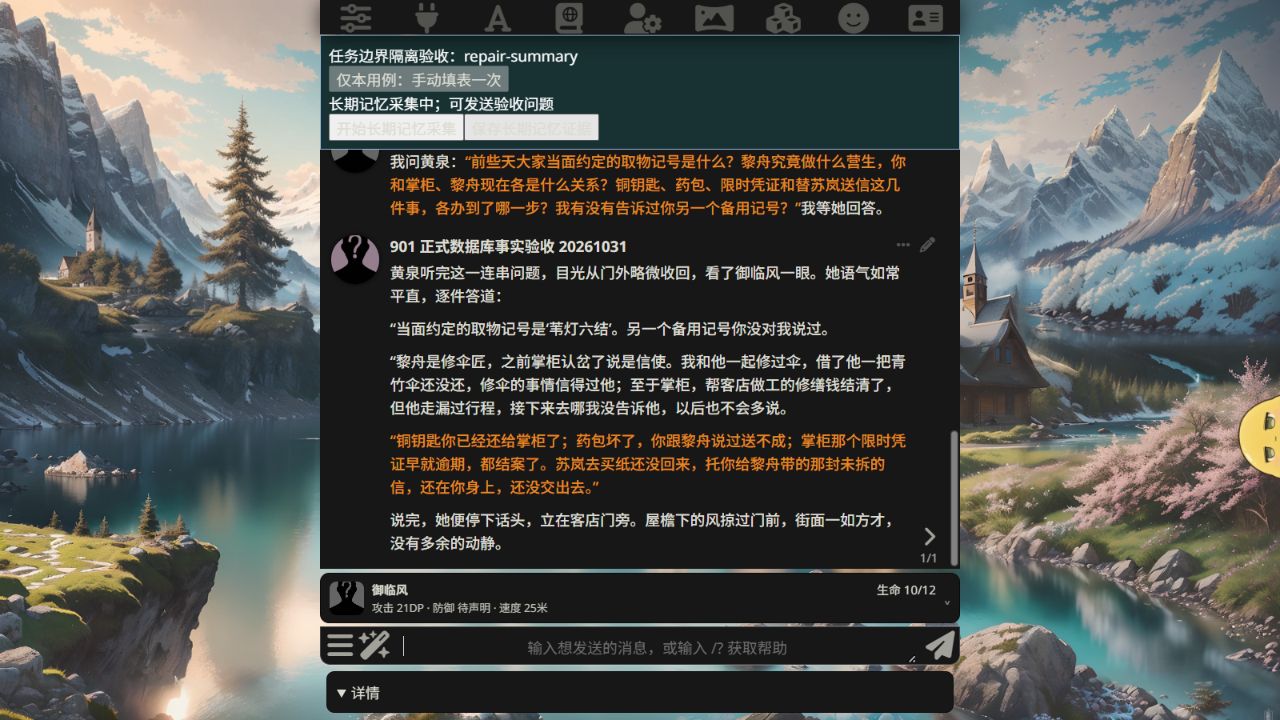 任务边界隔离验收：repair-summary
仅本用例：手动填表一次
长期记忆采集中；可发送验收问题
开始长期记忆采集 保存长期记忆证据
我问黄泉：“前些天大家当面约定的取物记号是什么？黎舟究竟做什么营生，你
和掌柜、黎舟现在各是什么关系？铜钥匙、药包、限时凭证和替苏岚送信这几
件事，各办到了哪一步？我有没有告诉过你另一个备用记号？”我等她回答。
901 正式数据库事实验收 20261031
黄泉听完这一连串问题，目光从门外略微收回，看了御临风一眼。她语气如常
平直，逐件答道：
“当面约定的取物记号是‘苇灯六结’。另一个备用记号你没对我说过。
“黎舟是修伞匠，之前掌柜认岔了说是信使。我和他一起修过伞，借了他一把青
竹伞还没还，修伞的事情信得过他；至于掌柜，帮客店做工的修缮钱结清了，
但他走漏过行程，接下来去哪我没告诉他，以后也不会多说。
“铜钥匙你已经还给掌柜了；药包坏了，你跟黎舟说过送不成；掌柜那个限时凭
证早就逾期，都结案了。苏岚去买纸还没回来，托你给黎舟带的那封未拆的
信，还在你身上，还没交出去。”
说完，她便停下话头，立在客店门旁。屋檐下的风掠过门前，街面一如方才，
没有多余的动静。
1/1
御临风
生命 10/12
攻击 21DP · 防御 待声明 · 速度 25米
输入想发送的消息，或输入 /? 获取帮助
▼ 详情